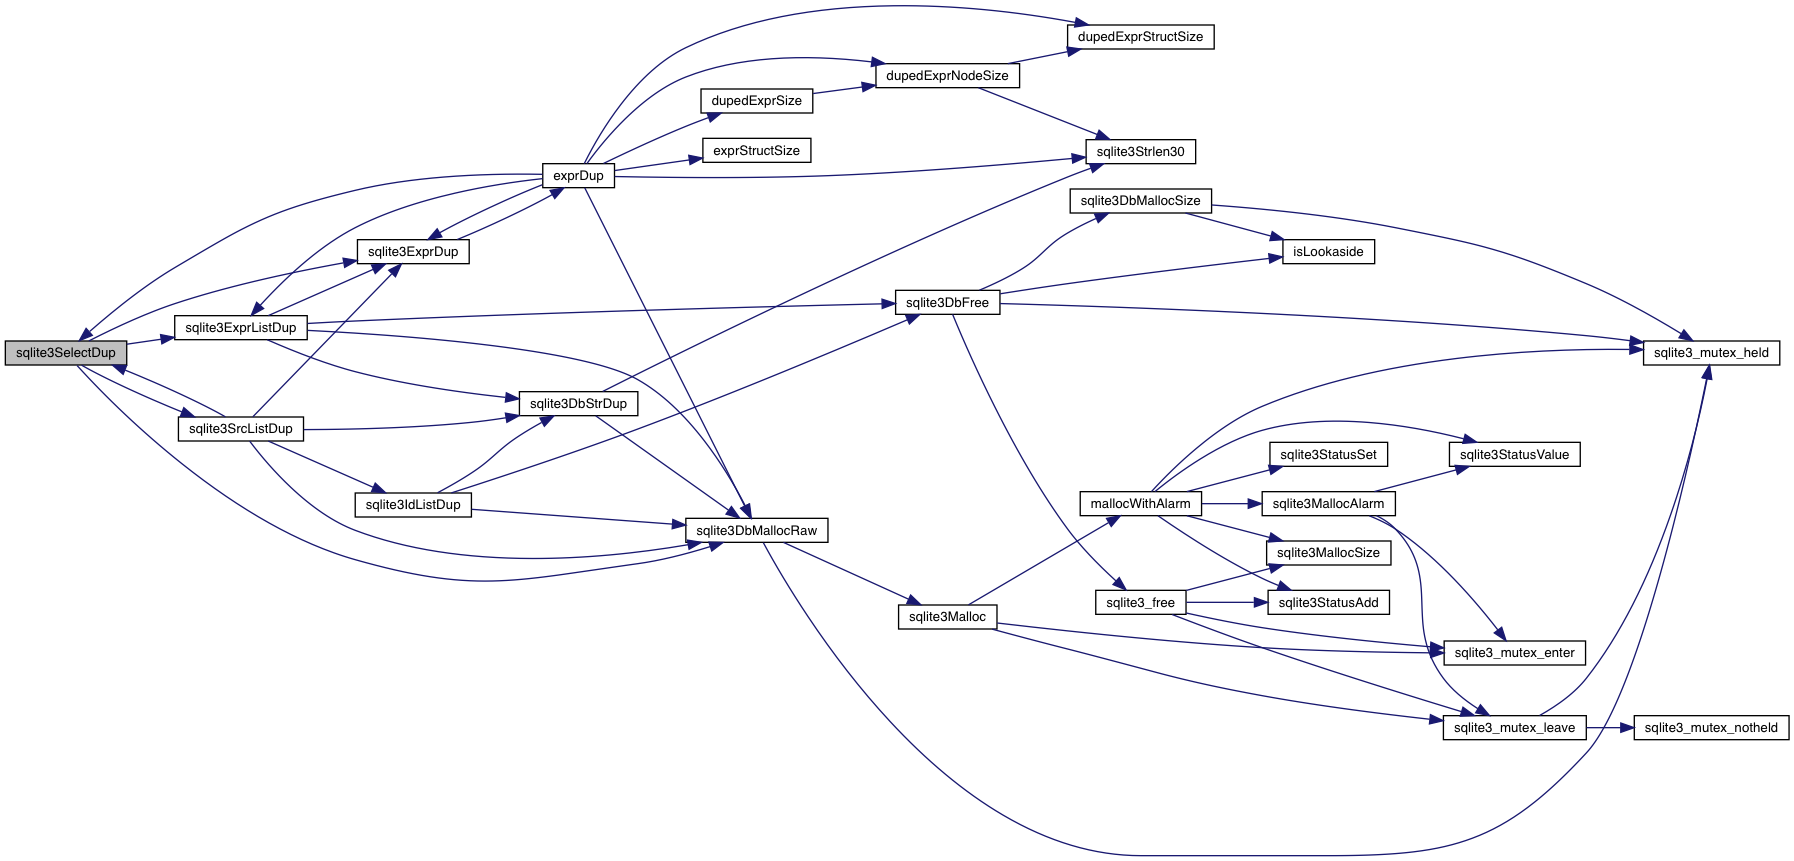 dupedExprStructSize
dupedExprNodeSize
dupedExprSize
exprStructSize
sqlite3Strlen30
exprDup
sqlite3DbMallocSize
sqlite3ExprDup
isLookaside
sqlite3DbFree
sqlite3ExprListDup
sqlite3SelectDup
sqlite3_mutex_held
sqlite3DbStrDup
sqlite3SrcListDup
sqlite3StatusSet
sqlite3StatusValue
sqlite3IdListDup
mallocWithAlarm
sqlite3MallocAlarm
sqlite3DbMallocRaw
sqlite3MallocSize
sqlite3_free
sqlite3StatusAdd
sqlite3Malloc
sqlite3_mutex_enter
sqlite3_mutex_leave
sqlite3_mutex_notheld